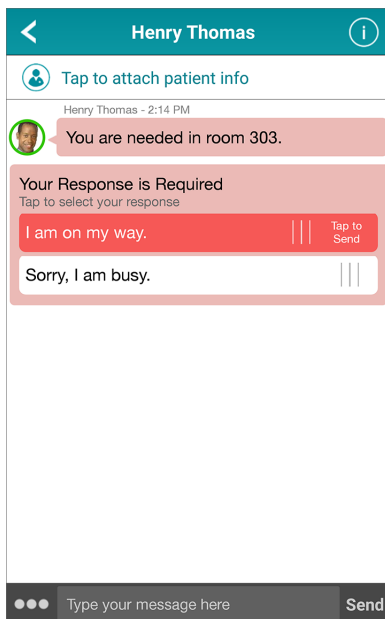 Henry Thomas
i
Tap to attach patient info
Henry Thomas - 2:14 PM
You are needed in room 303.
Your Response is Required
Tap to select your response
I am on my way.
Tap to
Send
Sorry, I am busy.
Type your message here
Send